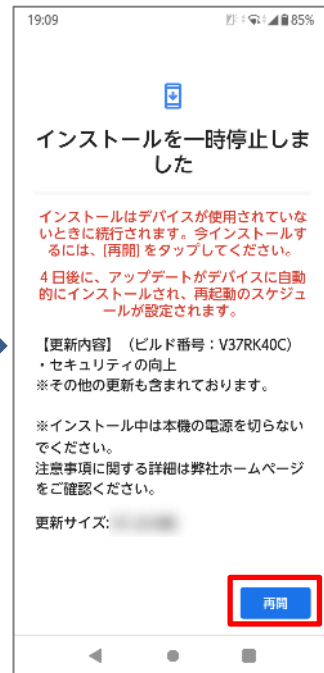 19:09
85%
インストールを一時停止しま
した
インストールはデバイスが使用されていな
いときに続行されます。今インストールす
るには、[再開] をタップしてください。
4 日後に、アップデートがデバイスに自動
的にインストールされ、再起動のスケジュ
ールが設定されます。
【更新内容】（ビルド番号：V37RK40C）
・セキュリティの向上
※その他の更新も含まれております。
※インストール中は本機の電源を切らない
でください。
注意事項に関する詳細は弊社ホームページ
をご確認ください。
更新サイズ:
再開